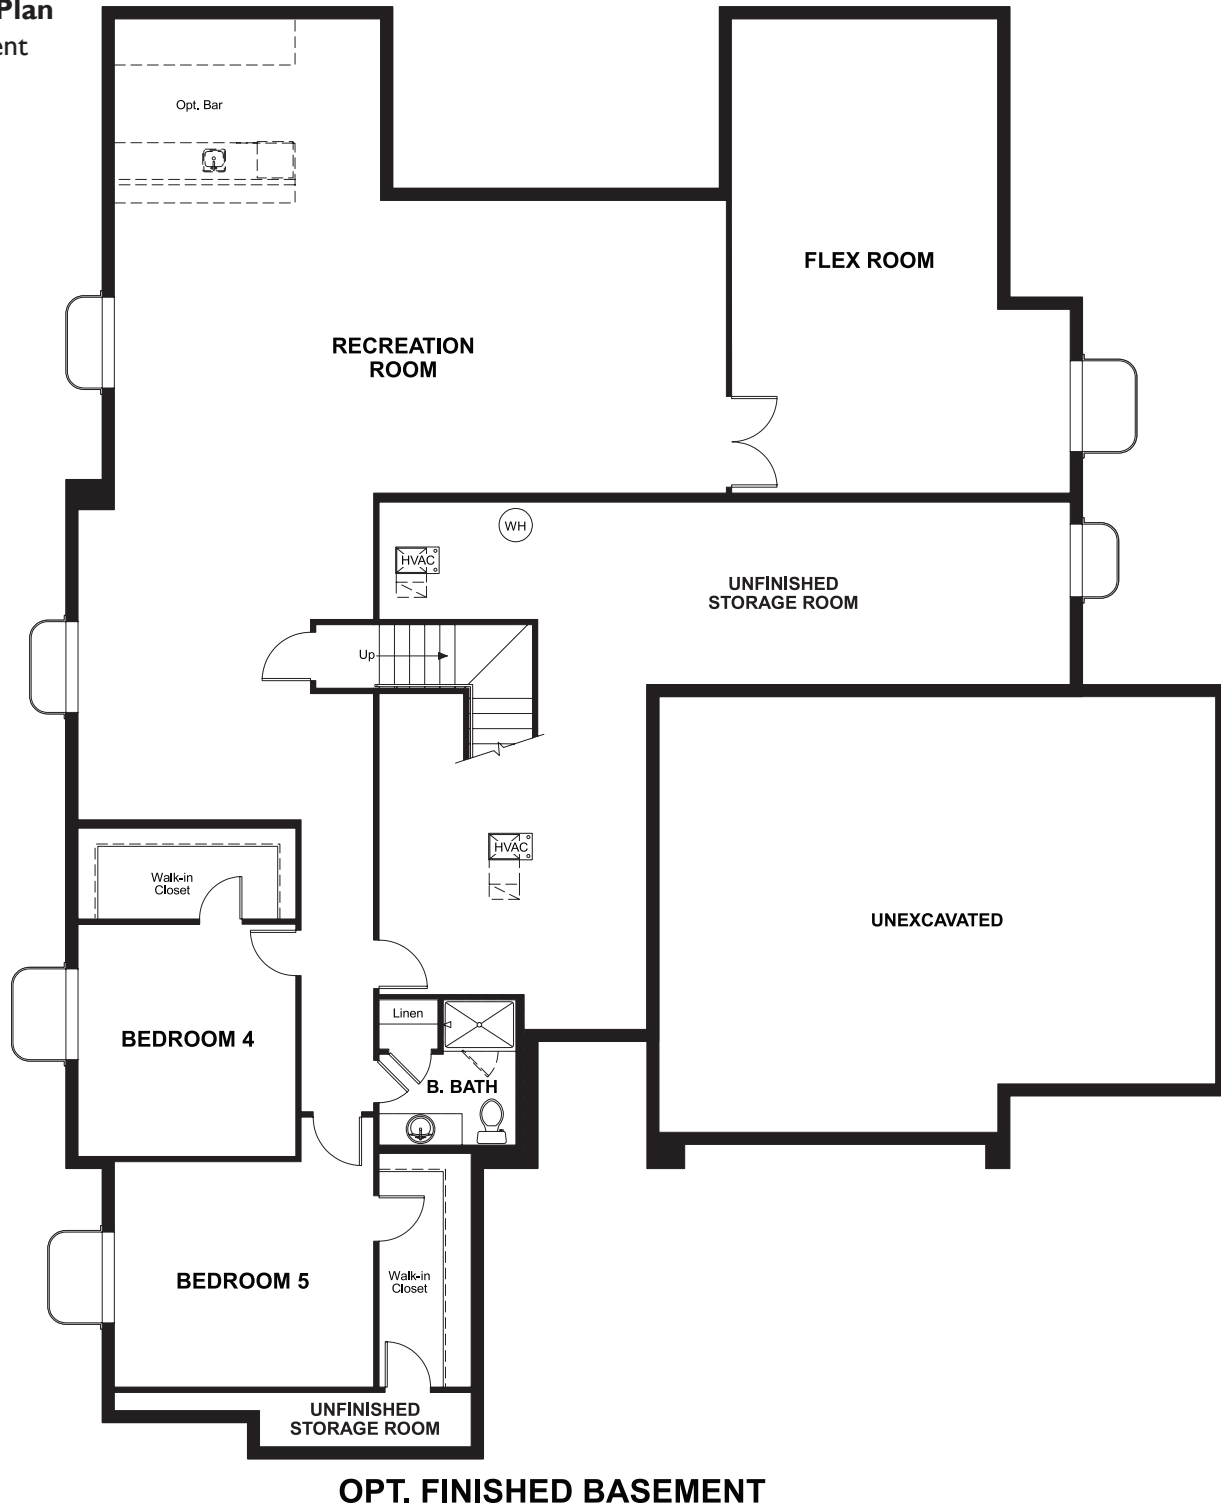 Plan
Opt. Bar
FLEX ROOM
RECREATION
ROOM
WH
HVAC
UNFINISHED
STORAGE ROOM
Up
HVAC
Walk-in
Closet
UNEXCAVATED
Linen
BEDROOM 4
B. BATH
BEDROOM 5
Walk-in
Closet
UNFINISHED
STORAGE ROOM
OPT. FINISHED BASEMENT